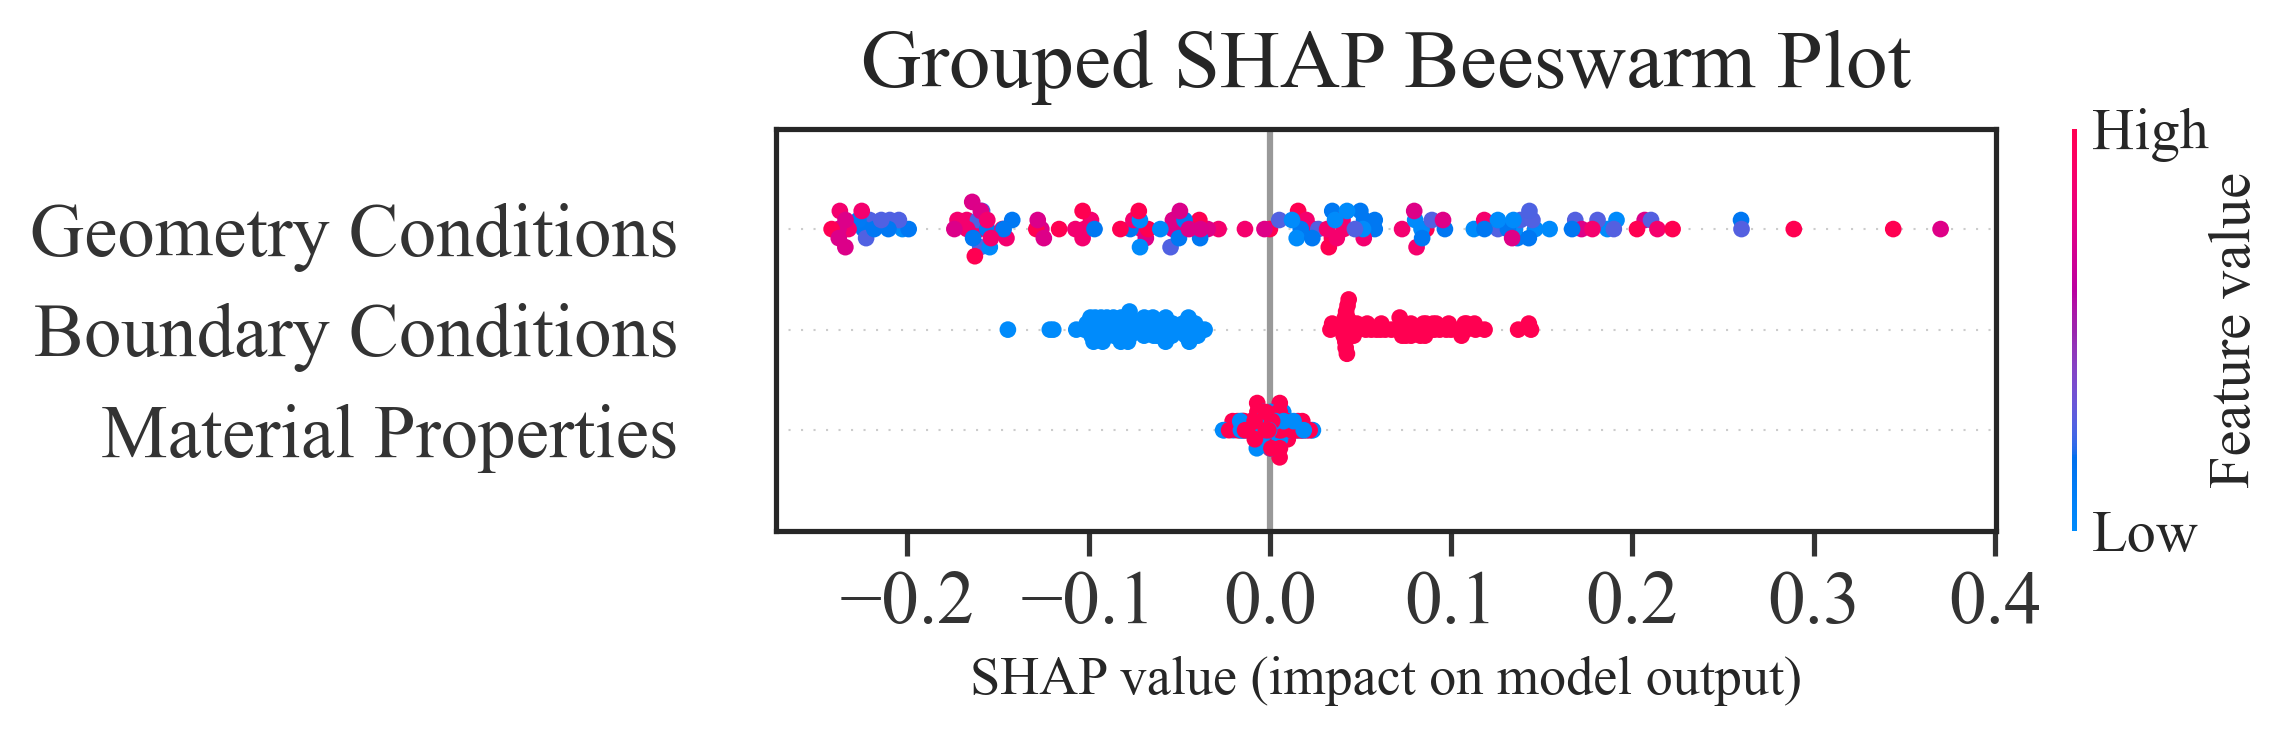 Grouped SHAP Beeswarm Plot
Geometry Conditions
Boundary Conditions
Material Properties
−0.2
−0.1
0.0
0.1
0.2
0.3
0.4
SHAP value (impact on model output)
High
Feature value
Low